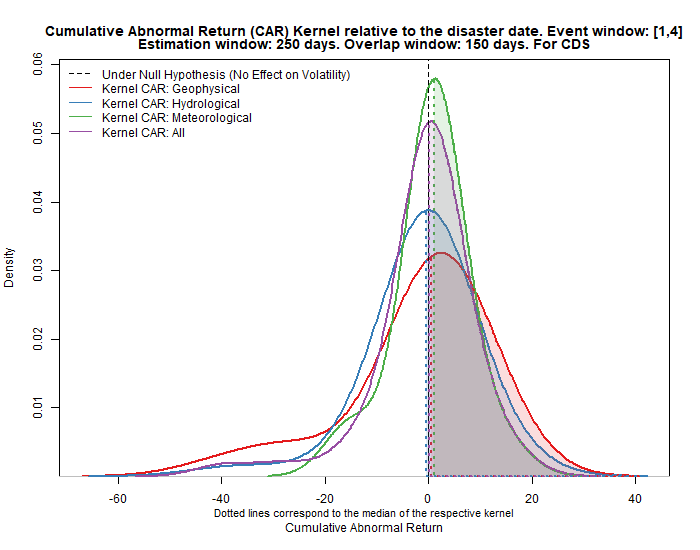 Cumulative Abnormal Return (CAR) Kernel relative to the disaster date. Event window: [1,4]
Estimation window: 250 days. Overlap window: 150 days. For CDS
Under Null Hypothesis (No Effect on Volatility)
Kernel CAR: Geophysical
Kernel CAR: Hydrological
Kernel CAR: Meteorological
Kernel CAR: All
Density
0.06
0.05
0.04
0.03
0.02
0.01
-60 -40 -20 0 20 40
Dotted lines correspond to the median of the respective kernel
Cumulative Abnormal Return